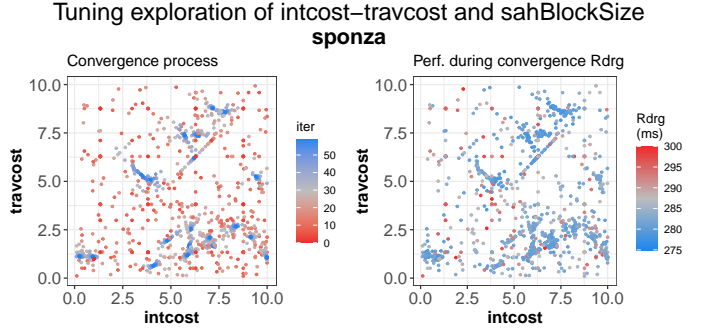 Tuning exploration of intcost−travcost and sahBlockSize
sponza
Convergence process
10.0
7.5
5.0
2.5
0.0
travcost
0.0 2.5 5.0 7.5 10.0
intcost
iter
50
40
30
20
10
0
Perf. during convergence Rdrg
10.0
7.5
5.0
2.5
0.0
travcost
0.0 2.5 5.0 7.5 10.0
intcost
Rdrg
(ms)
300
295
290
285
280
275